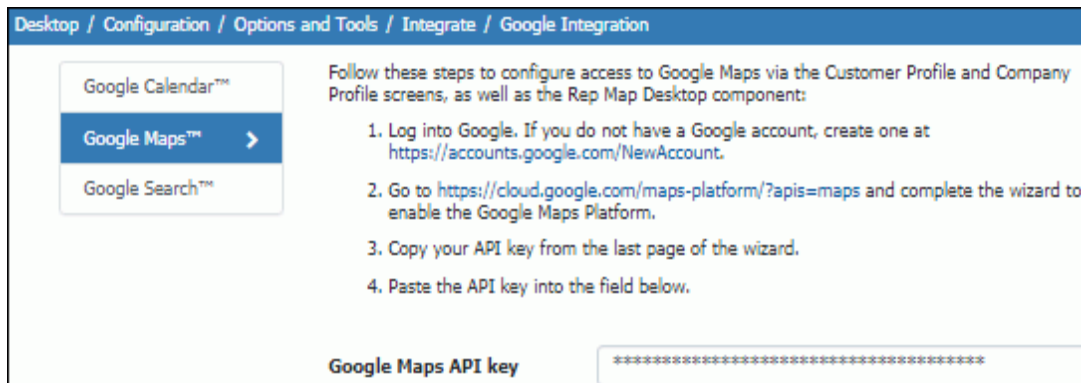 Desktop / Configuration / Options and Tools / Integrate / Google Integration
Google Calendar™
Google Maps™
Google Search™
Follow these steps to configure access to Google Maps via the Customer Profile and Company
Profile screens, as well as the Rep Map Desktop component:
1. Log into Google. If you do not have a Google account, create one at
https://accounts.google.com/NewAccount.
2. Go to https://cloud.google.com/maps-platform/?apis=maps and complete the wizard to
enable the Google Maps Platform.
3. Copy your API key from the last page of the wizard.
4. Paste the API key into the field below.
Google Maps API key
***************************************